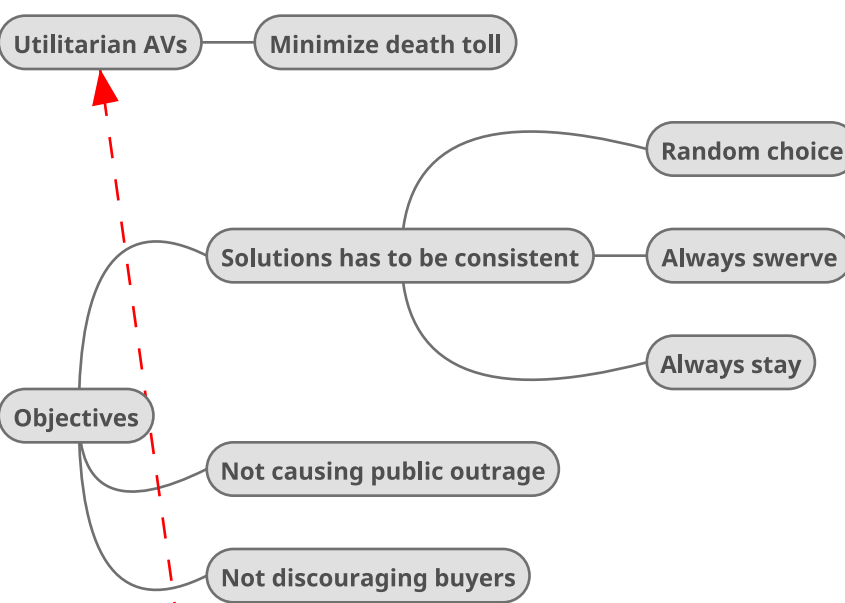 Utilitarian AVs
Minimize death toll
Random choice
Solutions has to be consistent
Always swerve
Always stay
Objectives
Not causing public outrage
Not discouraging buyers